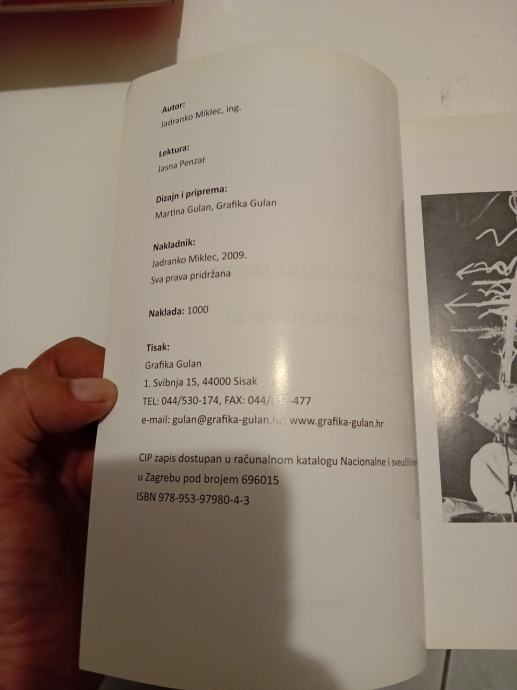 Autor:
Jadranko Miklec, ing.
Lektura:
Jasna Penzar
Dizajn i priprema:
Martina Gulan, Grafika Gulan
Nakladnik:
Jadranko Miklec, 2009.
Sva prava pridržana
Naklada: 1000
Tisak:
Grafika Gulan
1. Svibnja 15, 44000 Sisak
TEL: 044/530-174, FAX:
e-mail: gulan@grafika-gulan.hr; www.grafika-gulan.hr
CIP zapis dostupan u računalnom katalogu Nacionalne i
u Zagrebu pod brojem 696015
ISBN 978-953-97980-4-3